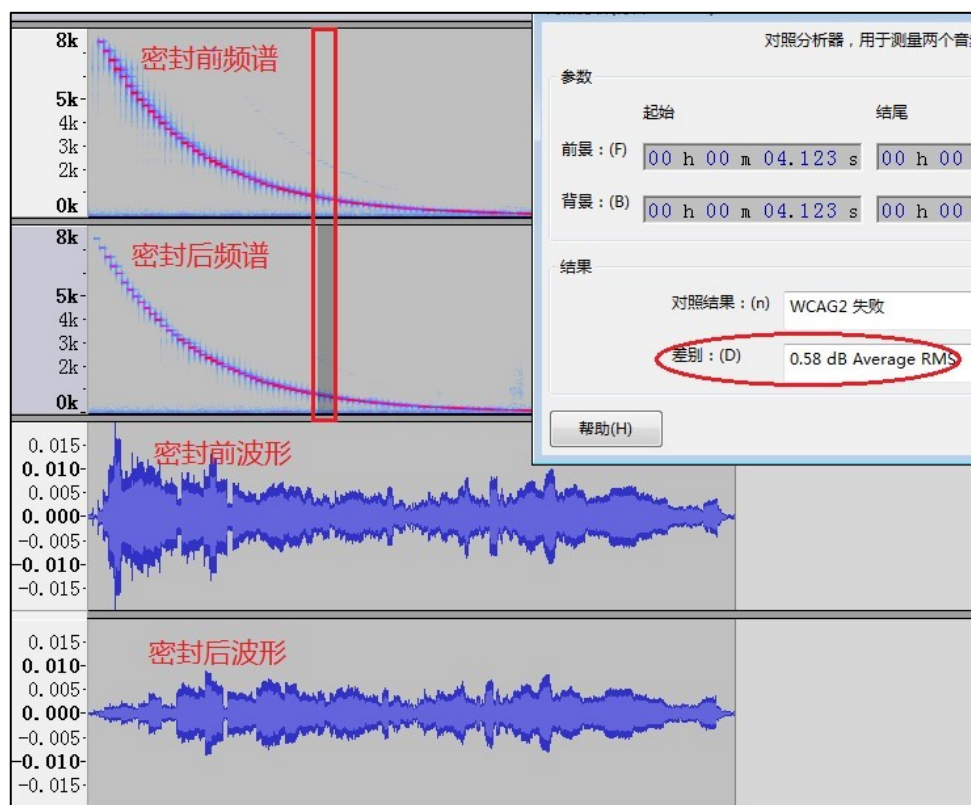 8k
5k
4k
3k
2k
0k
密封前频谱
8k
5k
4k
3k
2k
0k
密封后频谱
0.015
0.010
0.005
0.000
-0.005
-0.010
-0.015
密封前波形
0.015
0.010
0.005
0.000
-0.005
-0.010
-0.015
密封后波形
对照分析器，用于测量两个音
参数
起始 结尾
前景：(F) 00 h 00 m 04.123 s 00 h 00
背景：(B) 00 h 00 m 04.123 s 00 h 00
结果
对照结果：(n) WCAG2 失败
差别：(D) 0.58 dB Average RMS
帮助(H)